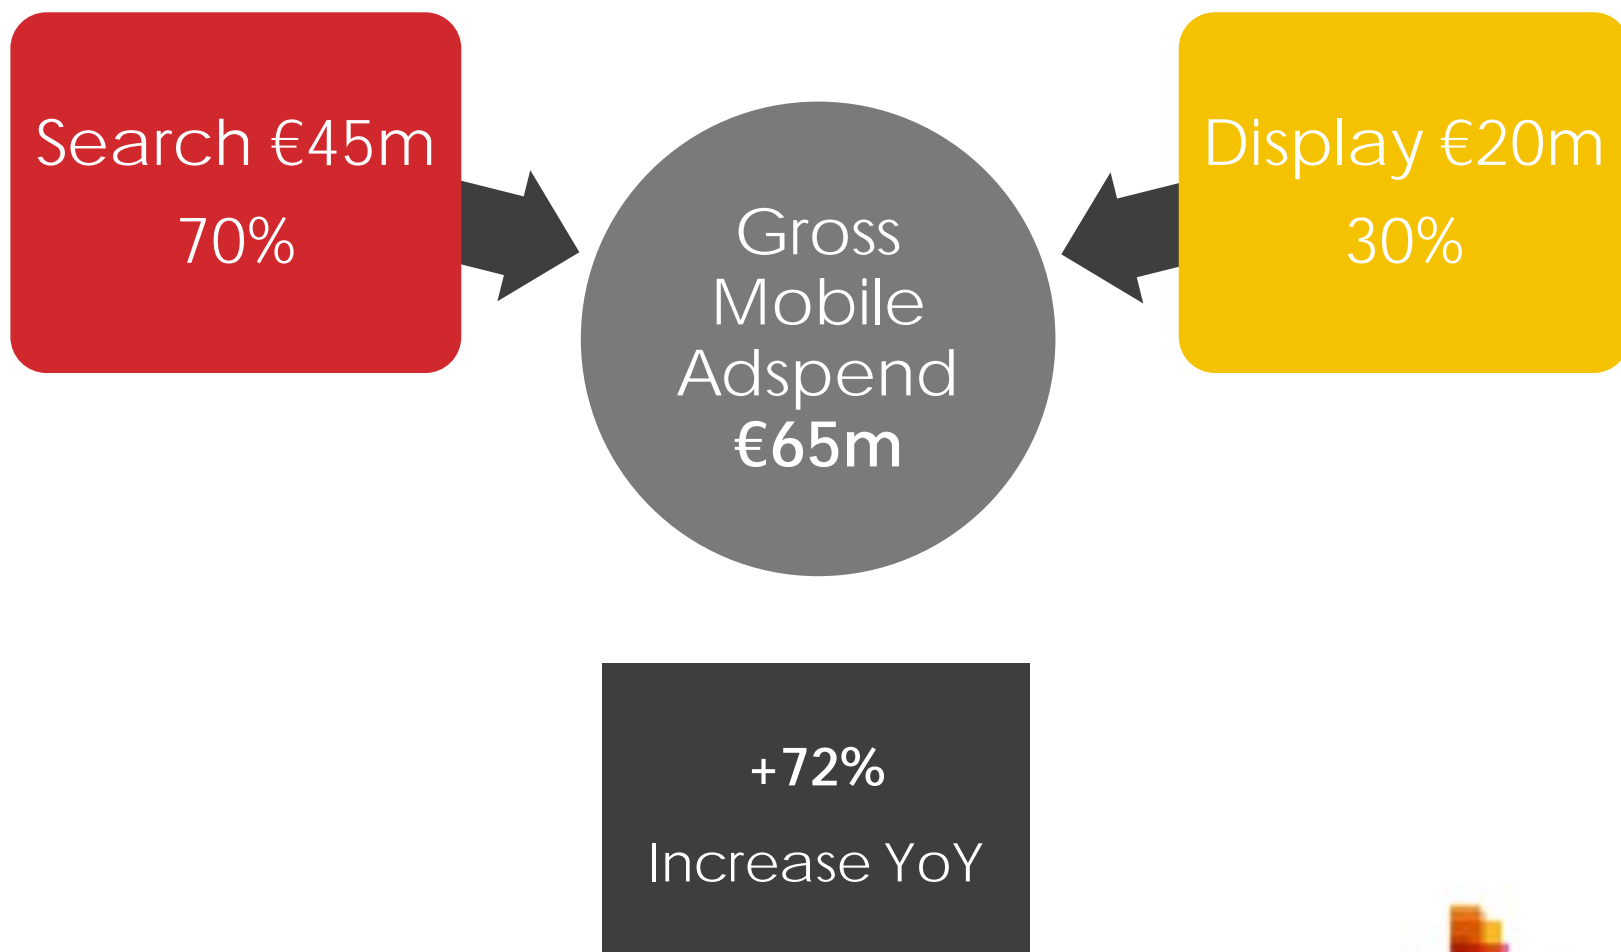 Search €45m
70%
Gross
Mobile
Adspend
€65m
Display €20m
30%
+72%
Increase YoY